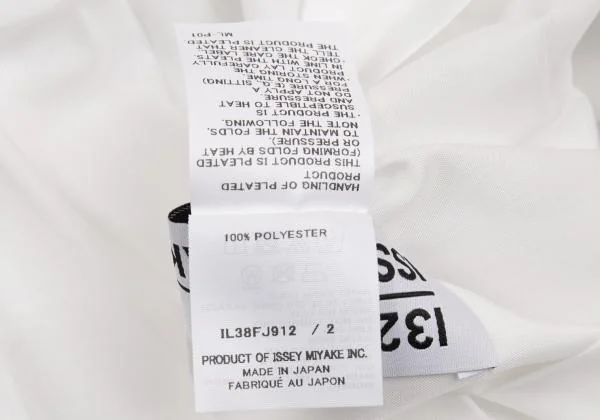 HANDLING OF PLEATED
PRODUCT
THIS PRODUCT IS PLEATED
(FORMING FOLDS BY HEAT
OR PRESSURE).
TO MAINTAIN THE FOLDS,
NOTE THE FOLLOWING.
·THE PRODUCT IS
SUSCEPTIBLE TO HEAT
AND PRESSURE.
DO NOT APPLY A
PRESSURE (E.G. SITTING)
FOR A LONG TIME.
·WHEN STORING THE
PRODUCT LAY CAREFULLY
IN LINE WITH THE PLEATS.
·CHECK THE CARE LABEL.
TELL THE CLEANER THAT
THE PRODUCT IS PLEATED.
ML-P01
100% POLYESTER
IL38FJ912 / 2
PRODUCT OF ISSEY MIYAKE INC.
MADE IN JAPAN
FABRIQUÉ AU JAPON
132
ISS